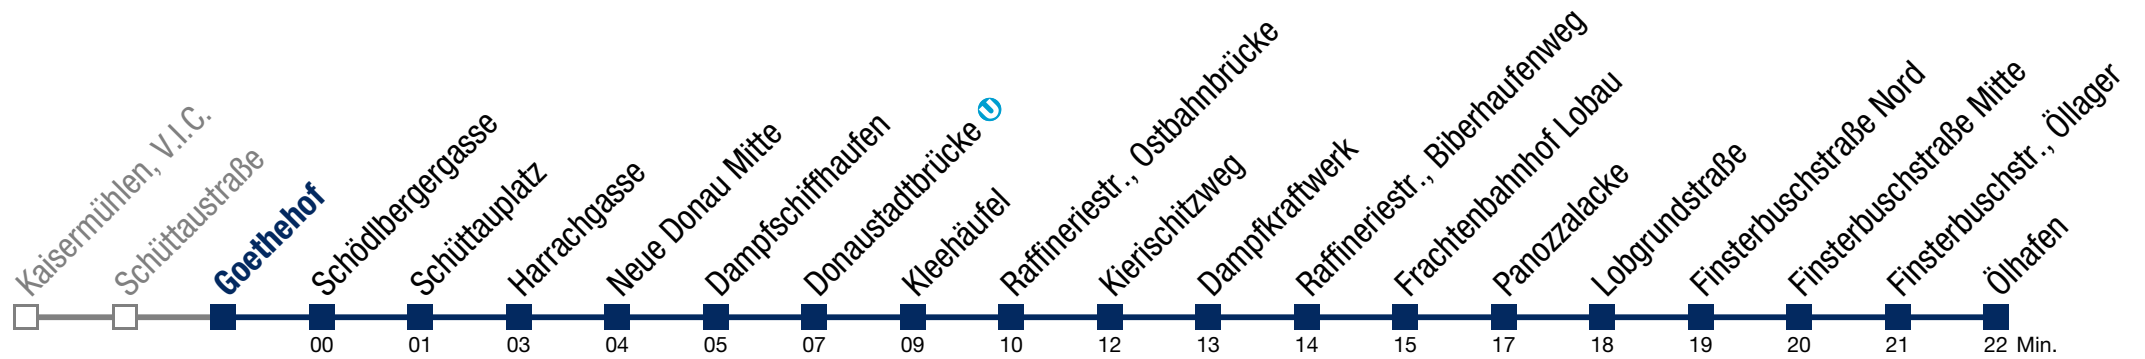 Kaisermühlen, V.I.C.
Schüttaustraße
Goethehof
Schödlbergergasse
Schüttauplatz
Harrachgasse
Neue Donau Mitte
Dampfschiffhaufen
Donaustadtbrücke U
Kleehäufel
Raffineriestr., Ostbahnbrücke
Kierischitzweg
Dampfkraftwerk
Raffineriestr., Biberhaufenweg
Frachtenbahnhof Lobau
Panozzalacke
Lobgrundstraße
Finsterbuschstraße Nord
Finsterbuschstraße Mitte
Finsterbuschstr., Öllager
Ölhafen
00 01 03 04 05 07 09 10 12 13 14 15 17 18 19 20 21 22 Min.